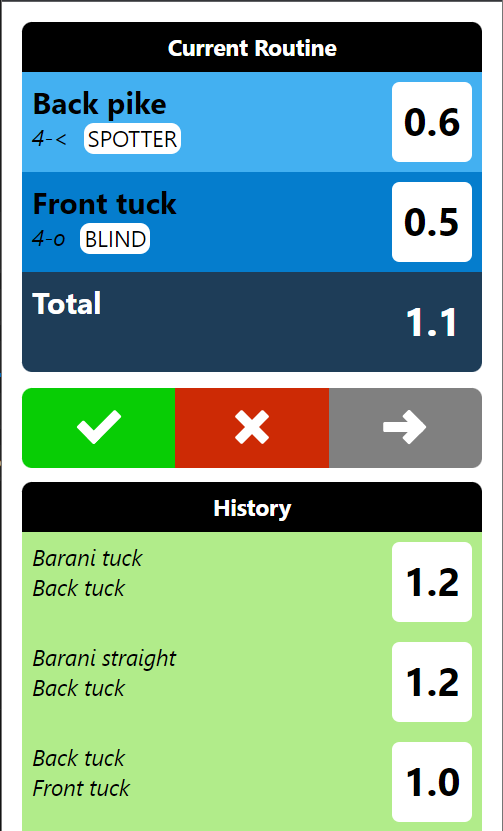 Current Routine
Back pike
4-< SPOTTER
0.6
Front tuck
4-o BLIND
0.5
Total
1.1
History
Barani tuck
Back tuck
1.2
Barani straight
Back tuck
1.2
Back tuck
Front tuck
1.0